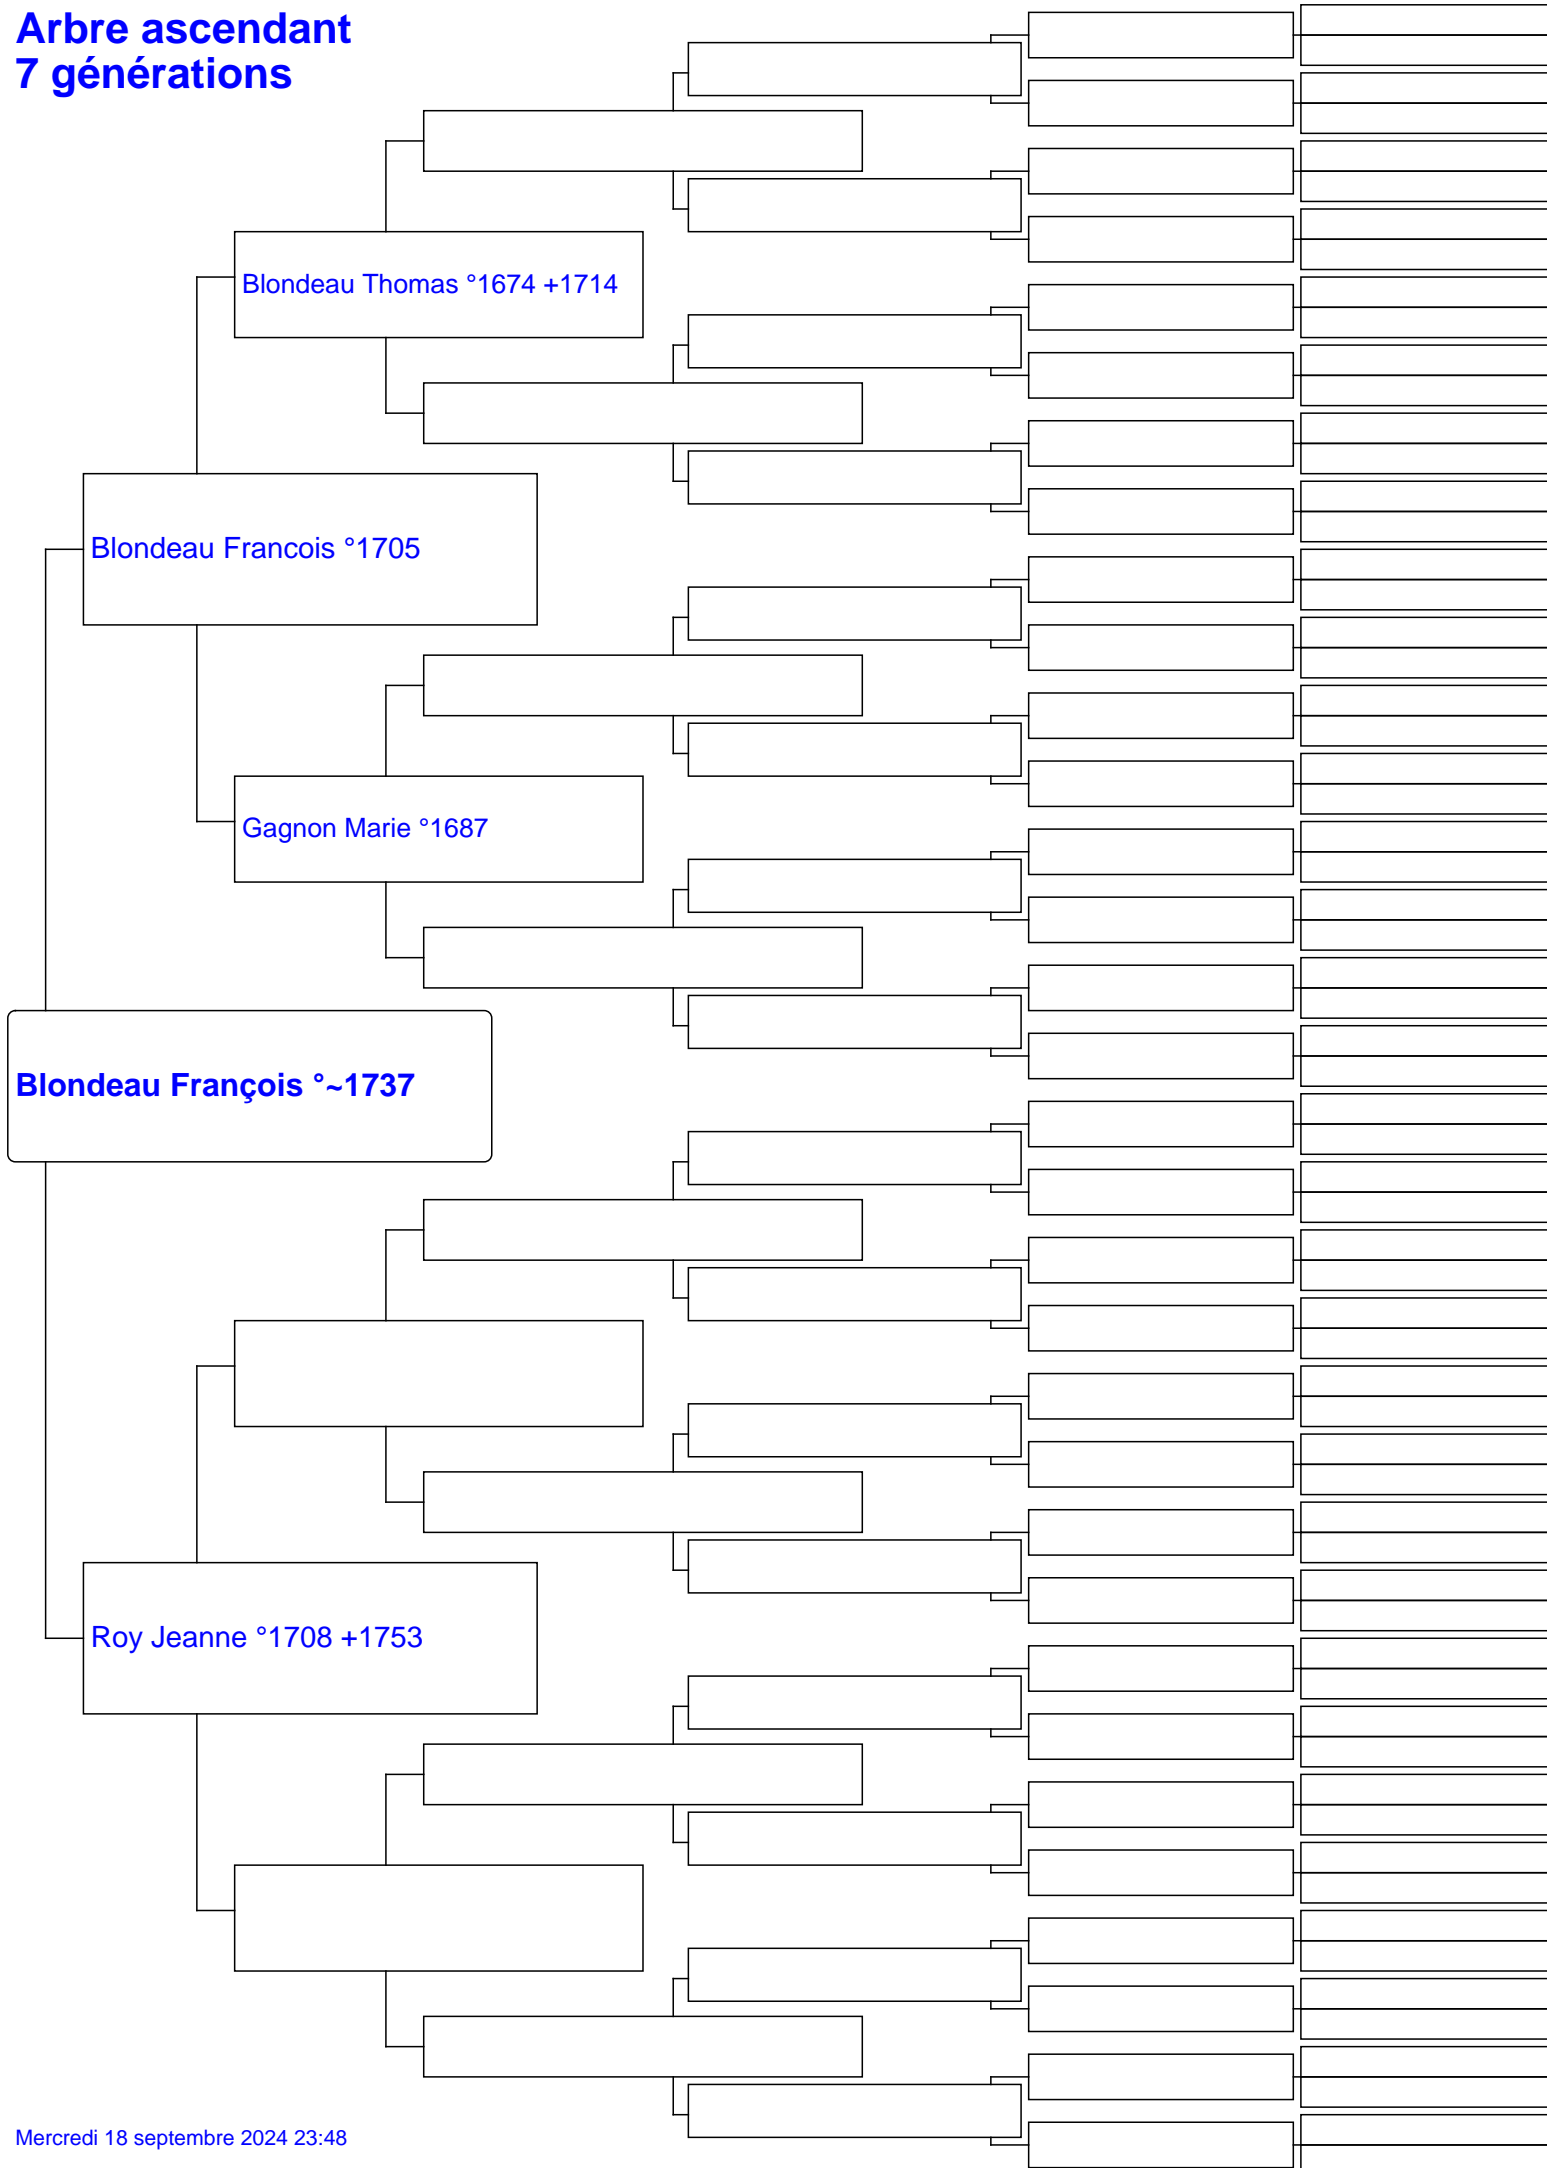 Arbre ascendant
7 générations
Blondeau Thomas °1674 +1714
Blondeau Francois °1705
Gagnon Marie °1687
Blondeau François °~1737
Roy Jeanne °1708 +1753
Mercredi 18 septembre 2024 23:48